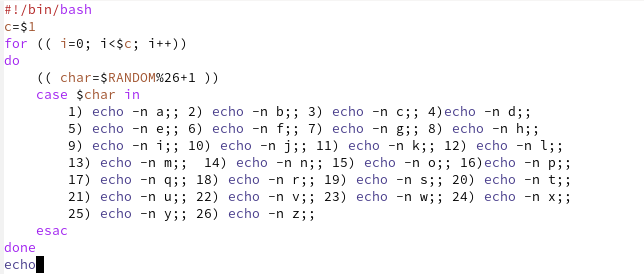 #!/bin/bash
c=$1
for (( i=0; i<$c; i++))
do
    (( char=$RANDOM%26+1 ))
    case $char in
        1) echo -n a;; 2) echo -n b;; 3) echo -n c;; 4)echo -n d;;
        5) echo -n e;; 6) echo -n f;; 7) echo -n g;; 8) echo -n h;;
        9) echo -n i;; 10) echo -n j;; 11) echo -n k;; 12) echo -n l;;
        13) echo -n m;;  14) echo -n n;; 15) echo -n o;; 16)echo -n p;;
        17) echo -n q;; 18) echo -n r;; 19) echo -n s;; 20) echo -n t;;
        21) echo -n u;; 22) echo -n v;; 23) echo -n w;; 24) echo -n x;;
        25) echo -n y;; 26) echo -n z;;
    esac
done
echo